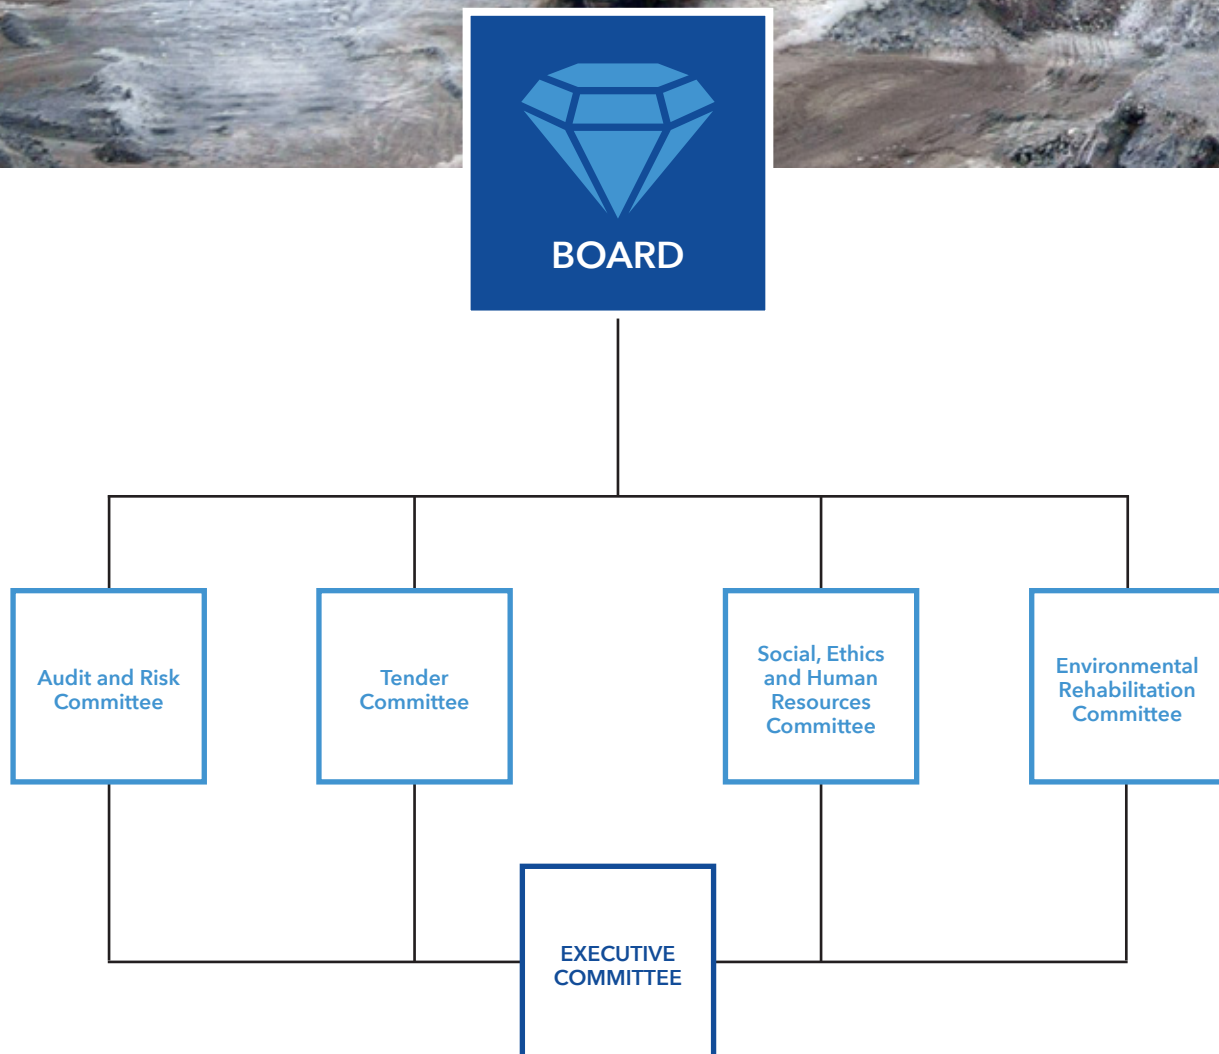 BOARD
Audit and Risk
Committee
Tender
Committee
Social, Ethics
and Human
Resources
Committee
Environmental
Rehabilitation
Committee
EXECUTIVE
COMMITTEE